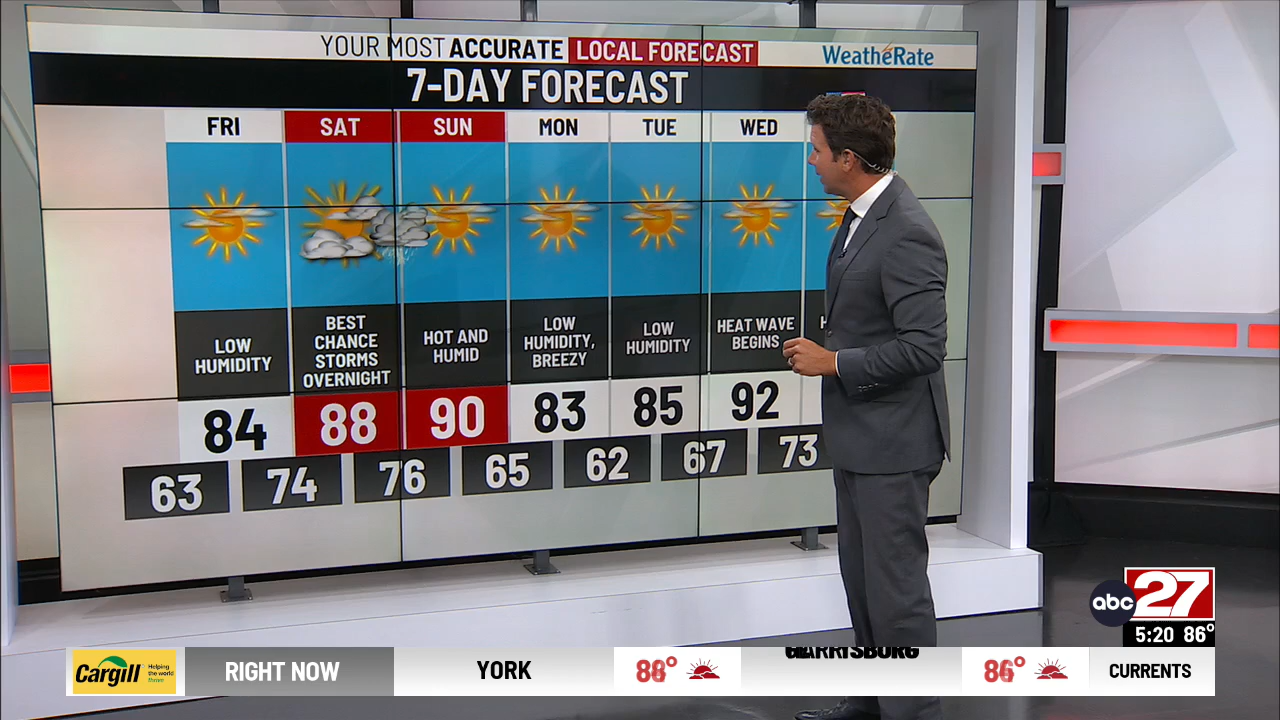 YOUR MOST ACCURATE LOCAL FORECAST
WeatheRate
7-DAY FORECAST
FRI SAT SUN MON TUE WED
LOW HUMIDITY
BEST CHANCE STORMS OVERNIGHT
HOT AND HUMID
LOW HUMIDITY, BREEZY
LOW HUMIDITY
HEAT WAVE BEGINS
84 88 90 83 85 92
63 74 76 65 62 67 73
abc 27
5:20 86°
Cargill Helping the world thrive
RIGHT NOW YORK 88° HARRISBURG 86° CURRENTS